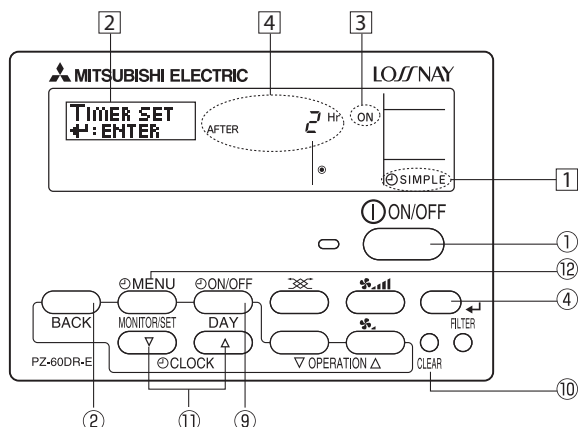 2
4
3
MITSUBISHI ELECTRIC
LOSSNAY
TIMER SET
↵:ENTER
AFTER 2 Hr ON
SIMPLE
1
ON/OFF
①
⑫
MENU
ON/OFF
④
BACK
MONITOR/SET
DAY
FILTER
PZ-60DR-E
▽
△
CLOCK
▽ OPERATION △
CLEAR
②
⑪
⑨
⑩